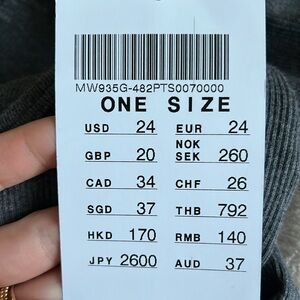 MW935G-482PTS0070000
ONE SIZE
USD 24 EUR 24
NOK
GBP 20 SEK 260
CAD 34 CHF 26
SGD 37 THB 792
HKD 170 RMB 140
JPY 2600 AUD 37